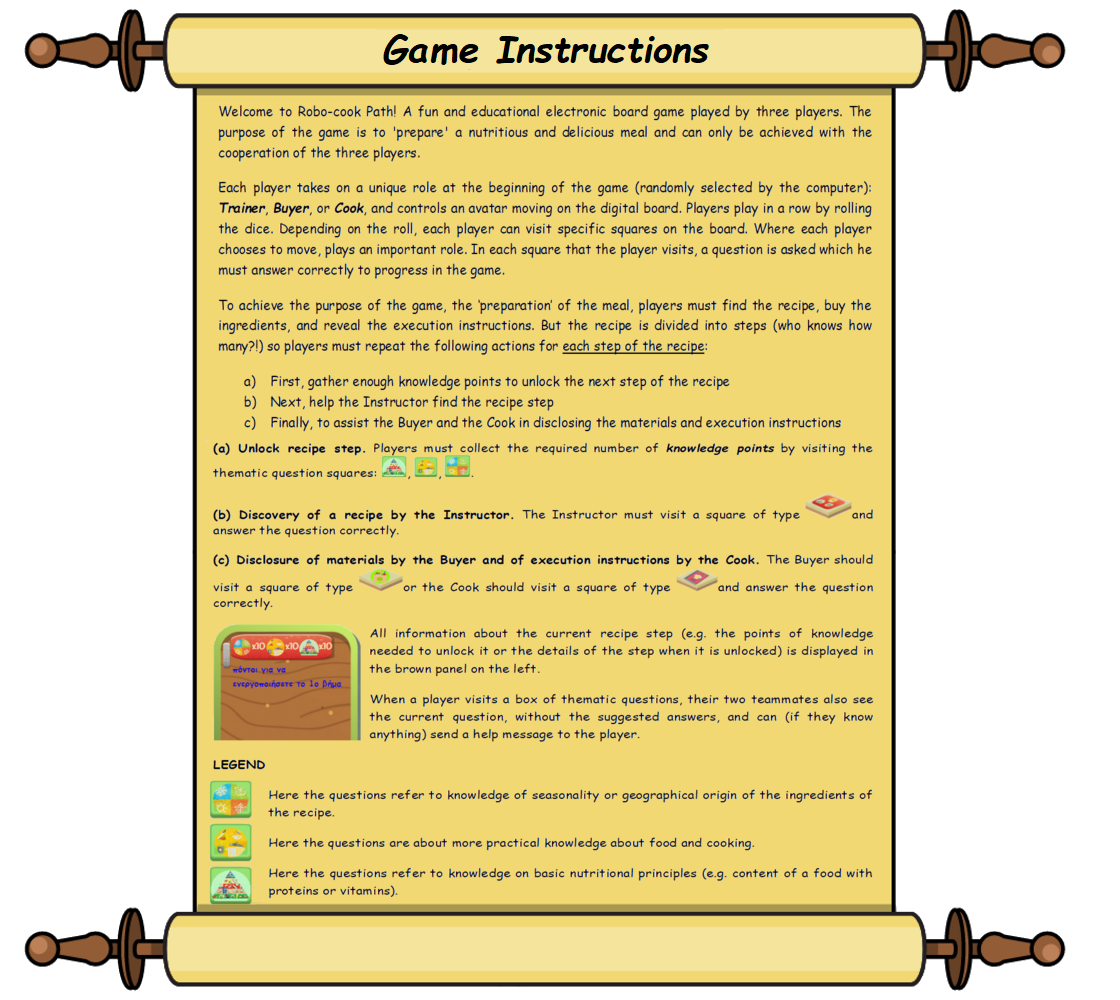 Game Instructions
Welcome to Robo-cook Path! A fun and educational electronic board game played by three players. The
purpose of the game is to 'prepare' a nutritious and delicious meal and can only be achieved with the
cooperation of the three players.
Each player takes on a unique role at the beginning of the game (randomly selected by the computer):
Trainer, Buyer, or Cook, and controls an avatar moving on the digital board. Players play in a row by rolling
the dice. Depending on the roll, each player can visit specific squares on the board. Where each player
chooses to move, plays an important role. In each square that the player visits, a question is asked which he
must answer correctly to progress in the game.
To achieve the purpose of the game, the 'preparation' of the meal, players must find the recipe, buy the
ingredients, and reveal the execution instructions. But the recipe is divided into steps (who knows how
many?!) so players must repeat the following actions for each step of the recipe:
a) First, gather enough knowledge points to unlock the next step of the recipe
b) Next, help the Instructor find the recipe step
c) Finally, to assist the Buyer and the Cook in disclosing the materials and execution instructions
(a) Unlock recipe step. Players must collect the required number of knowledge points by visiting the
thematic question squares: , , .
(b) Discovery of a recipe by the Instructor. The Instructor must visit a square of type and
answer the question correctly.
(c) Disclosure of materials by the Buyer and of execution instructions by the Cook. The Buyer should
visit a square of type or the Cook should visit a square of type and answer the question
correctly.
x10 x10 x10
πόντοι για να
ενεργοποιήσετε το 1ο βήμα
All information about the current recipe step (e.g. the points of knowledge
needed to unlock it or the details of the step when it is unlocked) is displayed in
the brown panel on the left.
When a player visits a box of thematic questions, their two teammates also see
the current question, without the suggested answers, and can (if they know
anything) send a help message to the player.
LEGEND
Here the questions refer to knowledge of seasonality or geographical origin of the ingredients of
the recipe.
Here the questions are about more practical knowledge about food and cooking.
Here the questions refer to knowledge on basic nutritional principles (e.g. content of a food with
proteins or vitamins).